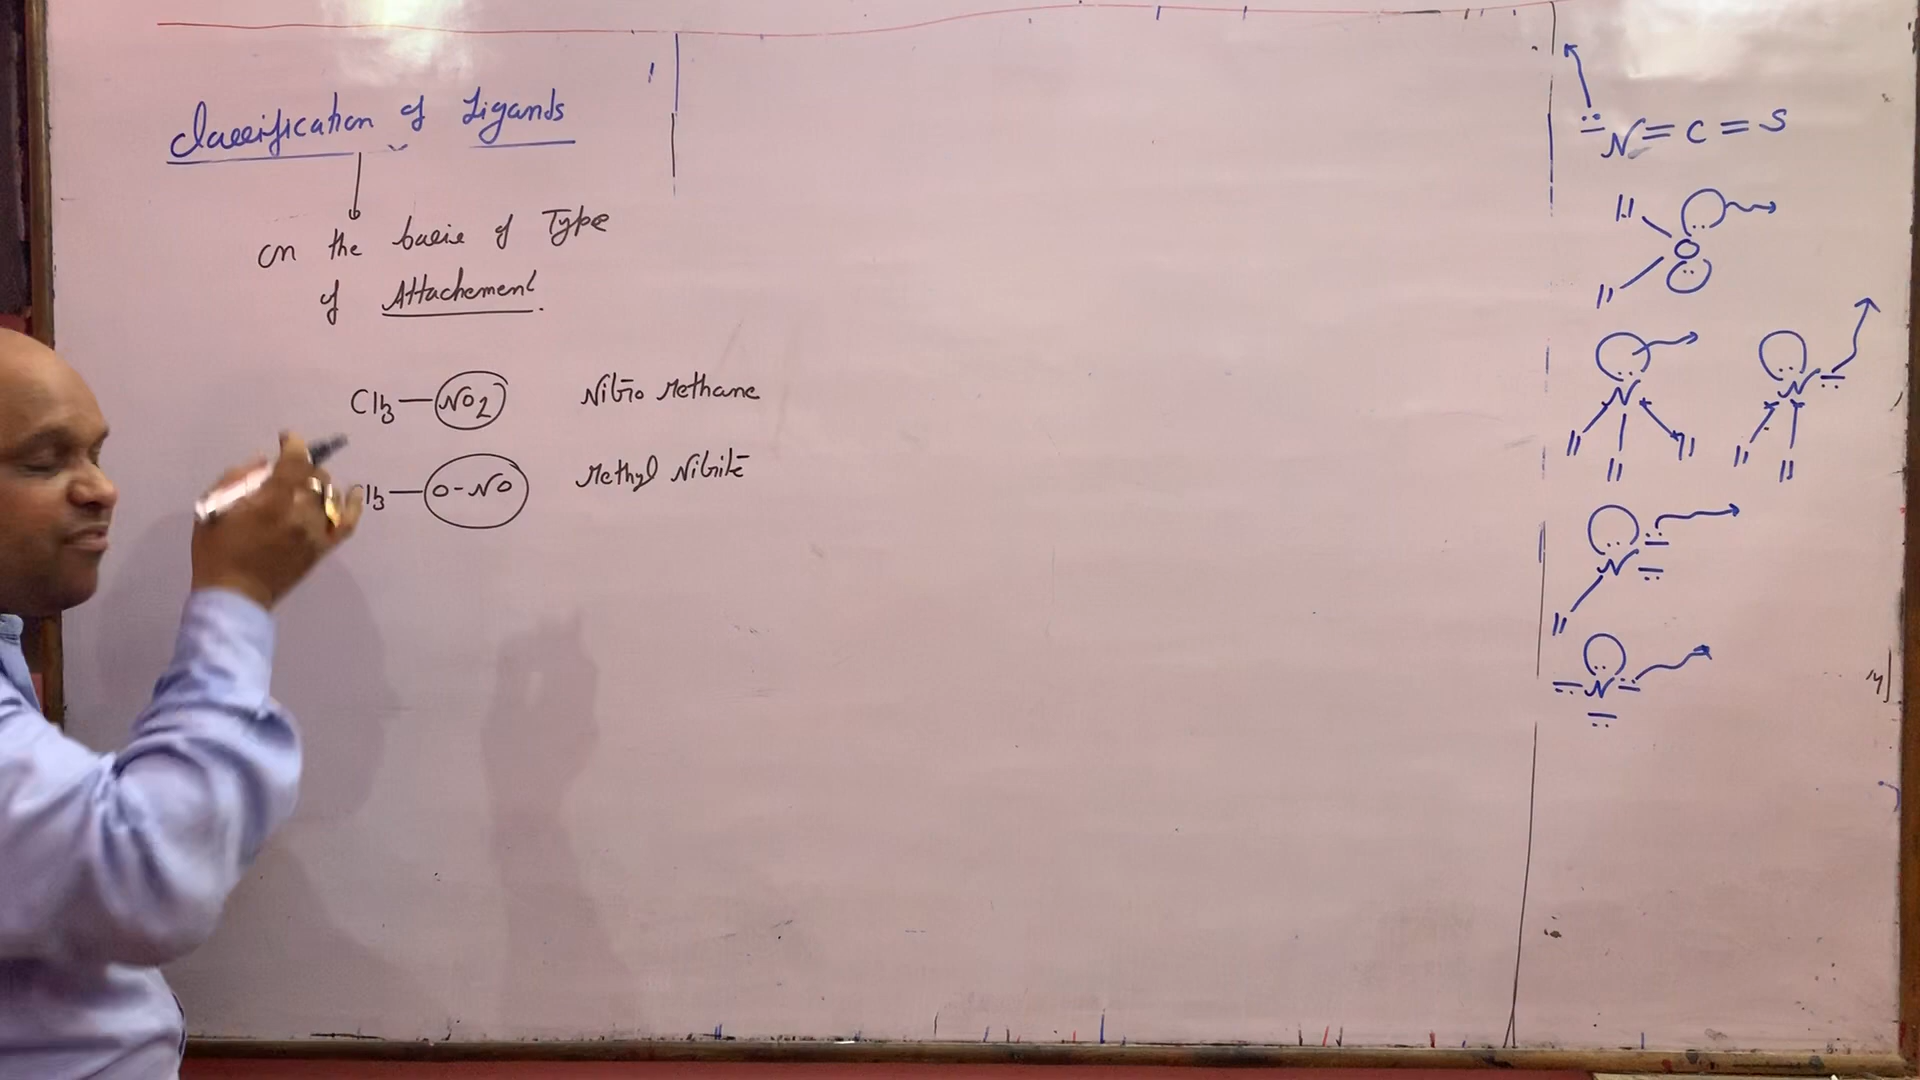 Classification of Ligands
on the basis of Type
of Attachement.
CH3—NO2 Nitro Methane
CH3—O-NO Methyl Nitrite
N=C=S
H
O
H
N
H
H
H
N
H
H
N
H
N